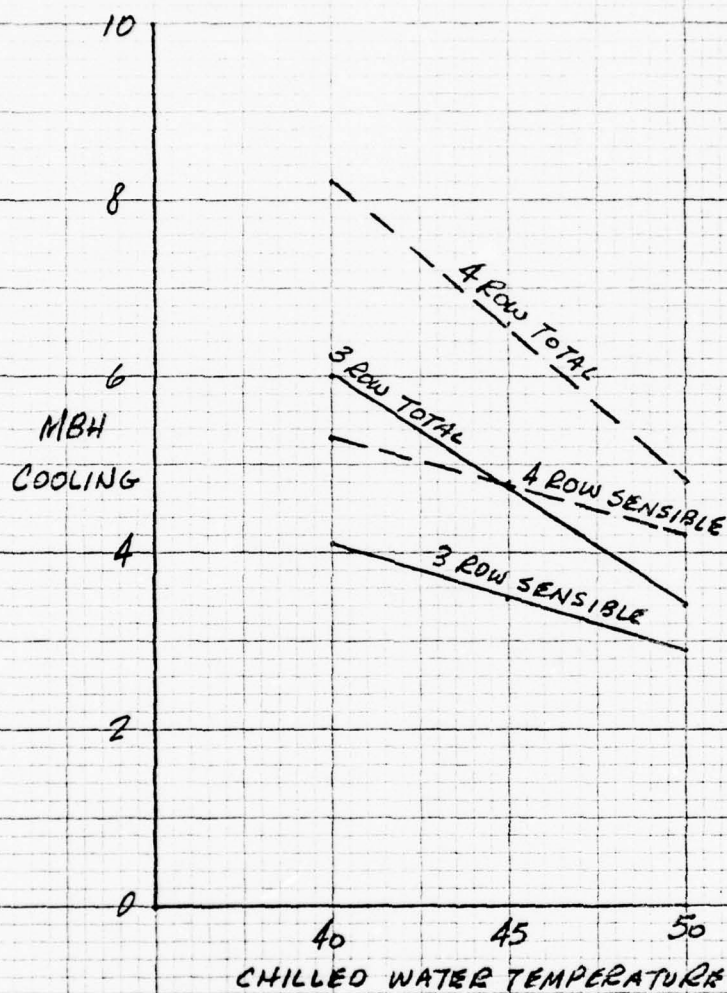 10
8
4 ROW TOTAL
6
3 ROW TOTAL
MBH
COOLING
4 ROW SENSIBLE
4
3 ROW SENSIBLE
2
0
40 45 50
CHILLED WATER TEMPERATURE